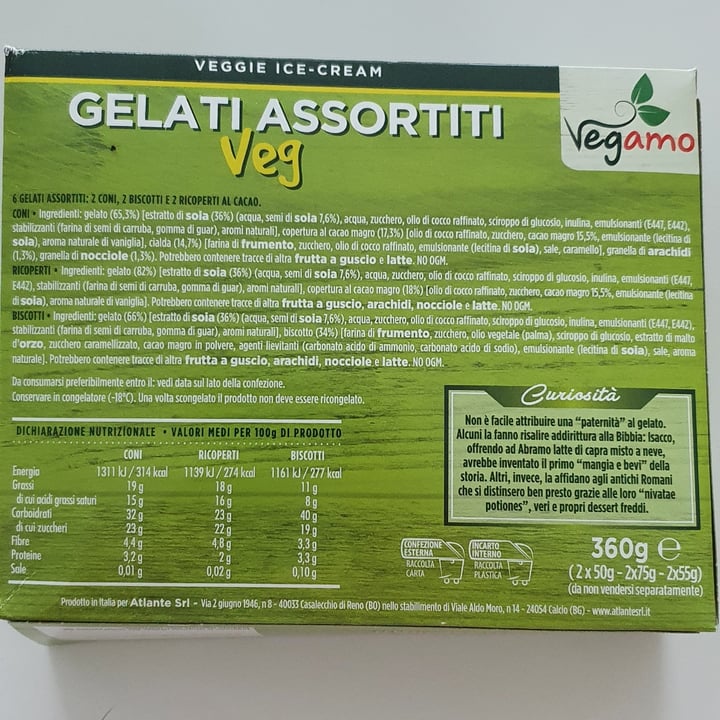 VEGGIE ICE-CREAM
GELATI ASSORTITI
Veg
Vegamo
6 GELATI ASSORTITI: 2 CONI, 2 BISCOTTI E 2 RICOPERTI AL CACAO.
CONI • Ingredienti: gelato (65,3%) [estratto di soia (36%) (acqua, semi di soia 7,6%), acqua, zucchero, olio di cocco raffinato, sciroppo di glucosio, inulina, emulsionanti (E447, E442),
stabilizzanti (farina di semi di carruba, gomma di guar), aromi naturali], copertura al cacao magro (17,3%) [olio di cocco raffinato, zucchero, cacao magro 15,5%, emulsionante (lecitina di
soia), aroma naturale di vaniglia], cialda (14,7%) [farina di frumento, zucchero, olio di cocco raffinato, emulsionante (lecitina di soia), sale, caramello], granella di arachidi
(1,3%), granella di nocciole (1,3%). Potrebbero contenere tracce di altra frutta a guscio e latte. NO OGM.
RICOPERTI • Ingredienti: gelato (82%) [estratto di soia (36%) (acqua, semi di soia 7,6%), acqua, zucchero, olio di cocco raffinato, sciroppo di glucosio, inulina, emulsionanti (E447,
E442), stabilizzanti (farina di semi di carruba, gomma di guar), aromi naturali], copertura al cacao magro (18%) [olio di cocco raffinato, zucchero, cacao magro 15,5%, emulsionante (lecitina
di soia), aroma naturale di vaniglia]. Potrebbero contenere tracce di altra frutta a guscio, arachidi, nocciole e latte. NO OGM.
BISCOTTI • Ingredienti: gelato (66%) [estratto di soia (36%) (acqua, semi di soia 7,6%), acqua, zucchero, olio di cocco raffinato, sciroppo di glucosio, inulina, emulsionanti (E447, E442),
stabilizzanti (farina di semi di carruba, gomma di guar), aromi naturali], biscotto (34%) [farina di frumento, zucchero, olio vegetale (palma), sciroppo di glucosio, estratto di malto
d'orzo, zucchero caramellizzato, cacao magro in polvere, agenti lievitanti (carbonato acido di ammonio, carbonato acido di sodio), emulsionante (lecitina di soia), sale, aroma
naturale]. Potrebbero contenere tracce di altra frutta a guscio, arachidi, nocciole e latte. NO OGM.
Da consumarsi preferibilmente entro il: vedi data sul lato della confezione.
Conservare in congelatore (-18°C). Una volta scongelato il prodotto non deve essere ricongelato.
DICHIARAZIONE NUTRIZIONALE • VALORI MEDI PER 100g DI PRODOTTO
CONI RICOPERTI BISCOTTI
Energia 1311 kJ / 314 kcal 1139 kJ / 274 kcal 1161 kJ / 277 kcal
Grassi 19 g 18 g 11 g
di cui acidi grassi saturi 15 g 16 g 8 g
Carboidrati 32 g 23 g 40 g
di cui zuccheri 23 g 22 g 19 g
Fibre 4,4 g 4,8 g 3,3 g
Proteine 3,2 g 2 g 3,3 g
Sale 0,01 g 0,02 g 0,10 g
Curiosità
Non è facile attribuire una "paternità" al gelato.
Alcuni la fanno risalire addirittura alla Bibbia: Isacco,
offrendo ad Abramo latte di capra misto a neve,
avrebbe inventato il primo "mangia e bevi" della
storia. Altri, invece, la affidano agli antichi Romani
che si distinsero ben presto grazie alle loro "nivatae
potiones", veri e propri dessert freddi.
CONFEZIONE ESTERNA
RACCOLTA CARTA
INCARTO INTERNO
RACCOLTA PLASTICA
360g ℮
(2 x 50g - 2x75g - 2x55g)
(da non vendersi separatamente)
Prodotto in Italia per Atlante Srl - Via 2 giugno 1946, n 8 - 40033 Casalecchio di Reno (BO) nello stabilimento di Viale Aldo Moro, n 14 - 24054 Calcio (BG) - www.atlantesrl.it